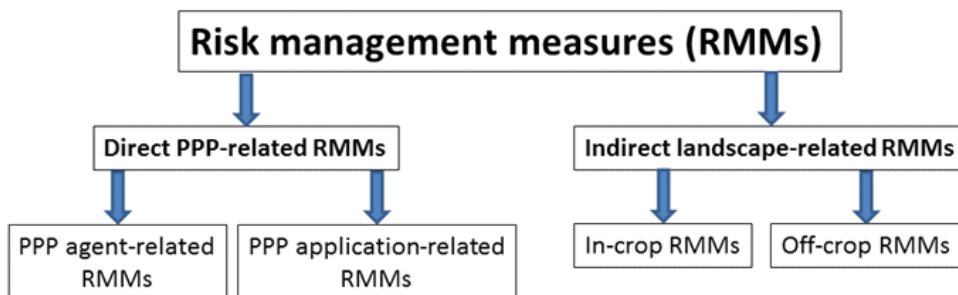 Risk management measures (RMMs)
Direct PPP-related RMMs
Indirect landscape-related RMMs
PPP agent-related
RMMs
PPP application-related
RMMs
In-crop RMMs
Off-crop RMMs